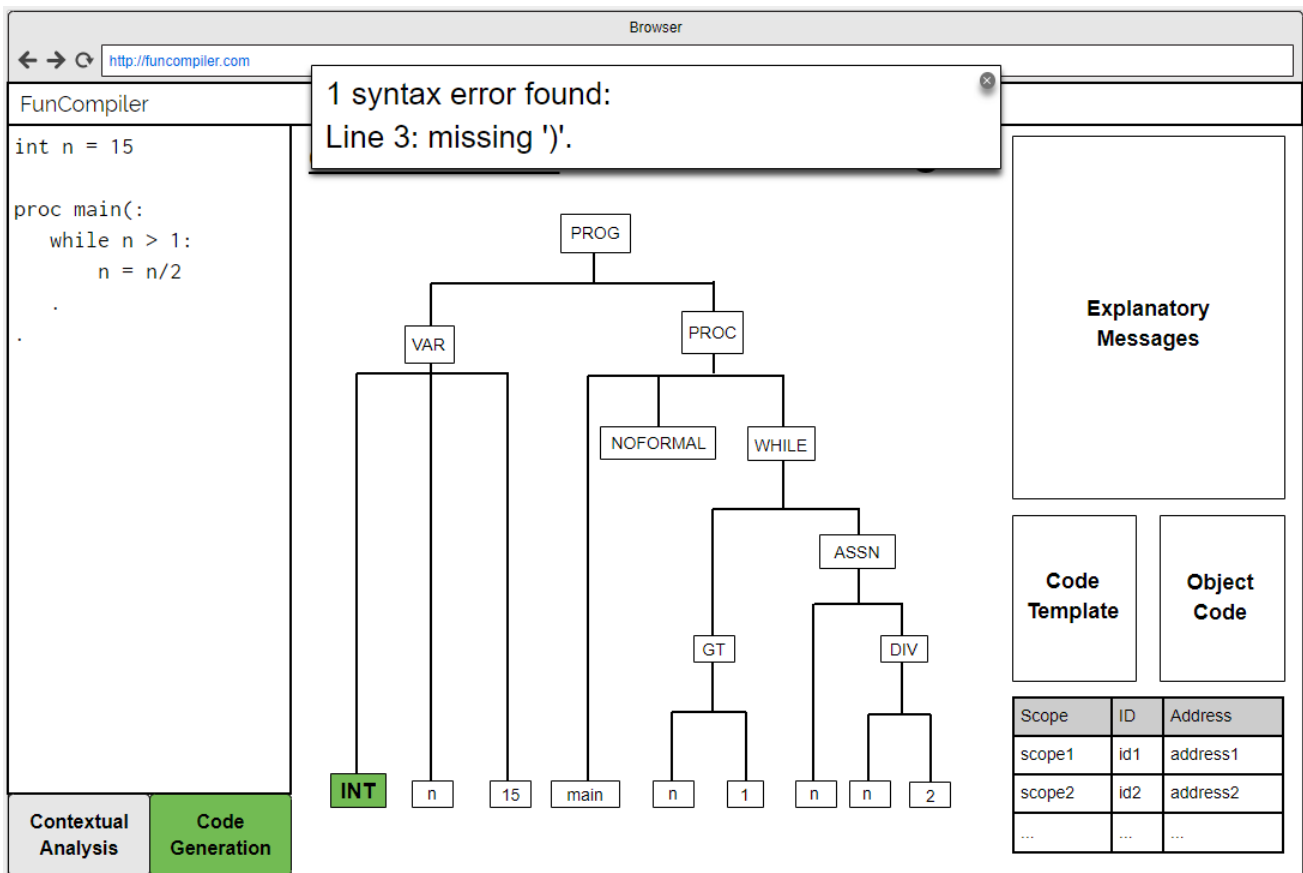 Browser
http://funcompiler.com
FunCompiler
1 syntax error found:
Line 3: missing ')'.
int n = 15
proc main(:
while n > 1:
n = n/2
.
.
PROG
VAR
PROC
NOFORMAL
WHILE
ASSN
GT
DIV
INT
n
15
main
n
1
n
n
2
Explanatory
Messages
Code
Template
Object
Code
Scope ID Address
scope1 id1 address1
scope2 id2 address2
... ... ...
Contextual
Analysis
Code
Generation